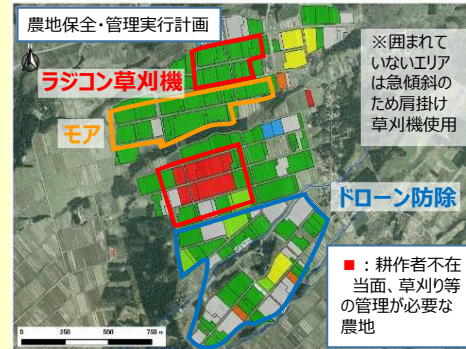 農地保全・管理実行計画
ラジコン草刈機
モア
※囲まれて
いないエリア
は急傾斜の
ため肩掛け
草刈機使用
ドローン防除
■：耕作者不在
当面、草刈り等
の管理が必要な
農地
0 250 500 750 m